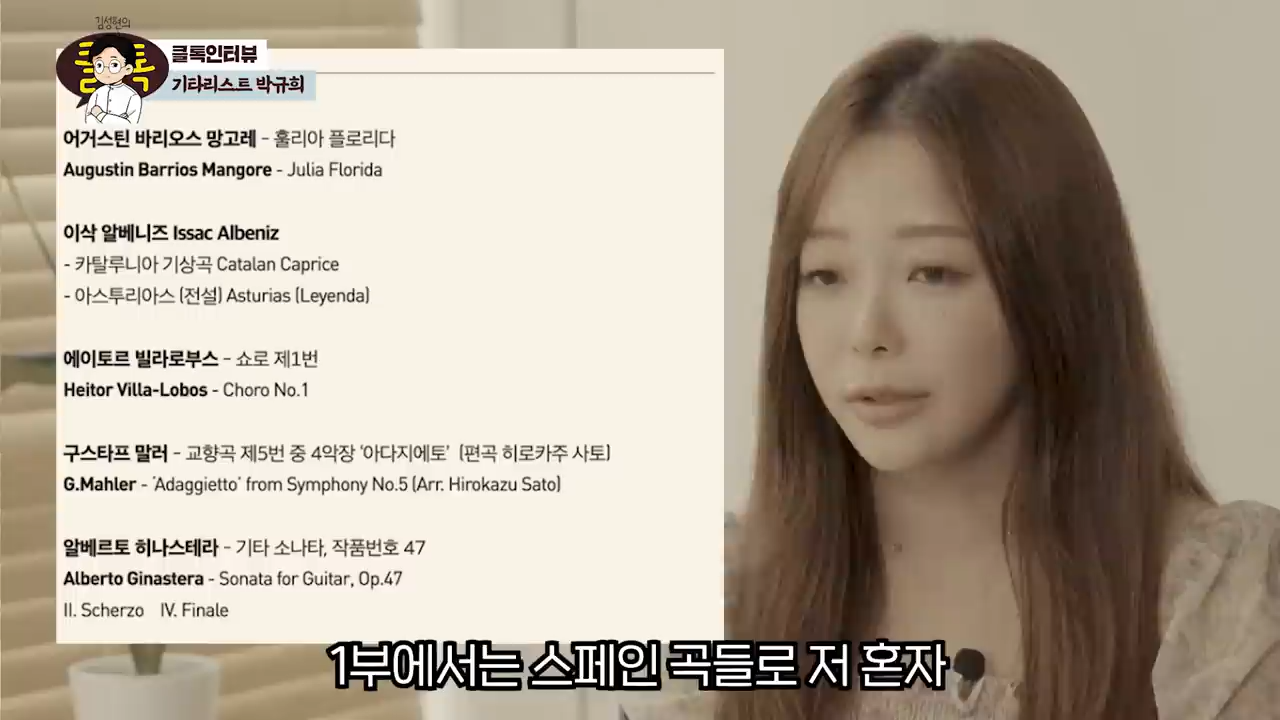 김성현의
클톡
클톡인터뷰
기타리스트 박규희
어거스틴 바리오스 망고레 - 훌리아 플로리다
Augustin Barrios Mangore - Julia Florida
이삭 알베니즈 Issac Albeniz
- 카탈루니아 기상곡 Catalan Caprice
- 아스투리아스 (전설) Asturias (Leyenda)
에이토르 빌라로부스 - 쇼로 제1번
Heitor Villa-Lobos - Choro No.1
구스타프 말러 - 교향곡 제5번 중 4악장 '아다지에토' (편곡 히로카주 사토)
G.Mahler - 'Adaggietto' from Symphony No.5 (Arr. Hirokazu Sato)
알베르토 히나스테라 - 기타 소나타, 작품번호 47
Alberto Ginastera - Sonata for Guitar, Op.47
II. Scherzo IV. Finale
1부에서는 스페인 곡들로 저 혼자